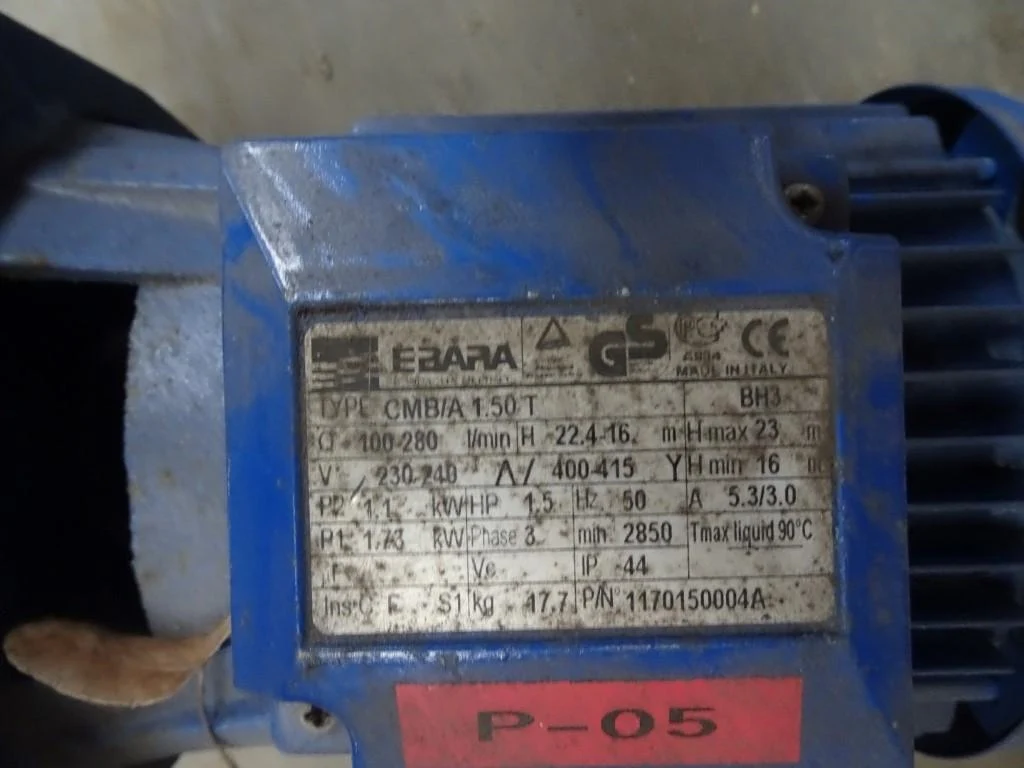 EBARA GS CE
MADE IN ITALY
TYPE CMB/A 1.50 T BH3
Q 100-280 l/min H 22.4-16 m H max 23 m
V 230-240 Δ/ 400-415 Y H min 16 m
P2 1.1 kW HP 1.5 Hz 50 A 5.3/3.0
P1 1.73 KW Phase 3 min 2850 Tmax liquid 90°C
Vc IP 44
Ins.C F S1 kg 17.7 P/N° 1170150004A
P-05